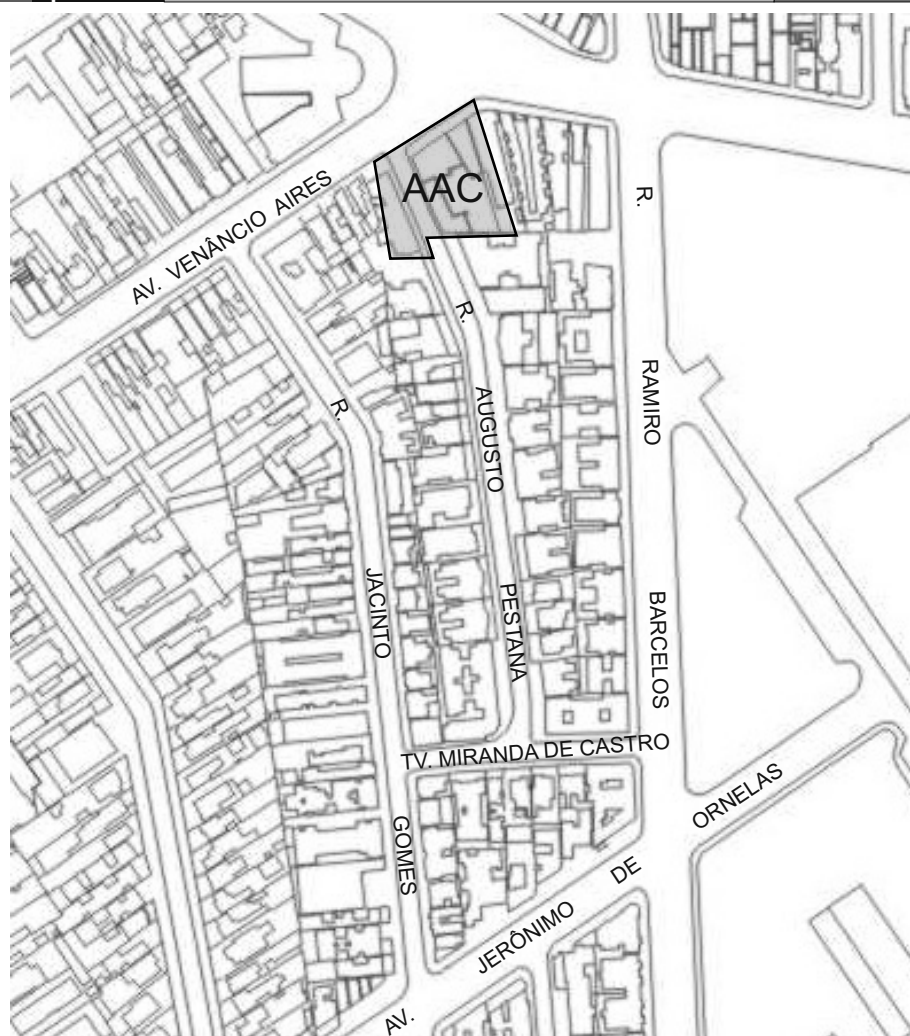 AAC
AV. VENÂNCIO AIRES
R. RAMIRO BARCELOS
R. AUGUSTO PESTANA
R. JACINTO GOMES
TV. MIRANDA DE CASTRO
AV. JERÔNIMO DE ORNELAS